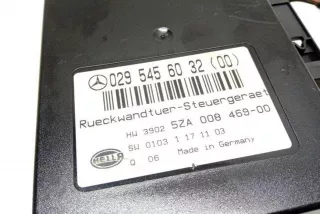 029 545 60 32 (00)
Rueckwandtuer-Steuergeraet
HW 3902 5ZA 008 469-00
SW 0103 1 17 11 03
Q 06 Made in Germany
HELLA